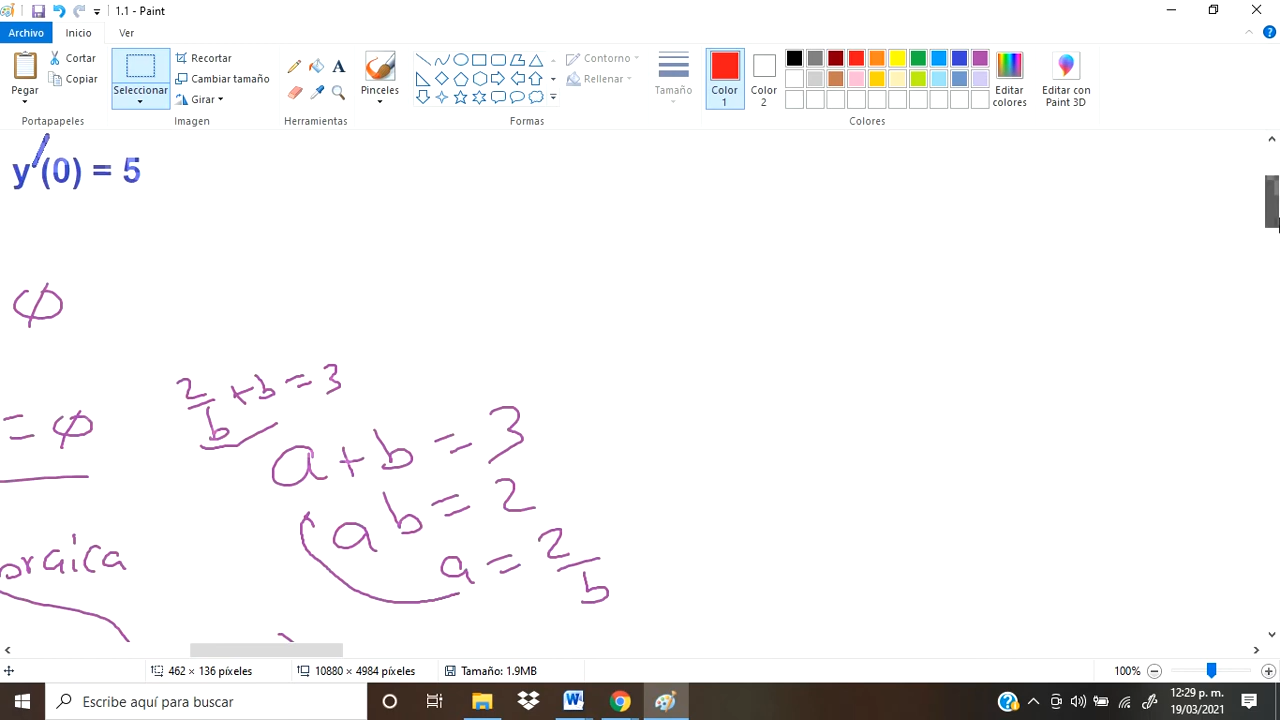 1.1 - Paint
Archivo Inicio Ver
Pegar
Cortar
Copiar
Portapapeles
Seleccionar
Recortar
Cambiar tamaño
Girar
Imagen
A
Herramientas
Pinceles
Contorno
Rellenar
Formas
Tamaño
Color 1
Color 2
Editar colores
Editar con Paint 3D
Colores
y'(0) = 5
φ
2/b + b = 3
= φ
a + b = 3
ab = 2
a = 2/b
oraica
462 × 136 píxeles 10880 × 4984 píxeles Tamaño: 1.9MB 100%
Escribe aquí para buscar
12:29 p. m.
19/03/2021